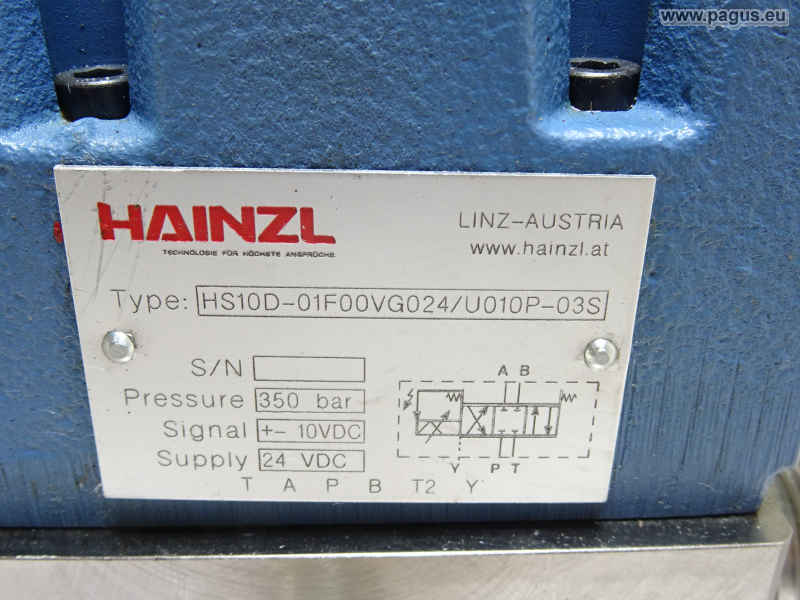 www.pagus.eu
HAINZL
TECHNOLOGIE FÜR HÖCHSTE ANSPRÜCHE.
LINZ-AUSTRIA
www.hainzl.at
Type: HS10D-01F00VG024/U010P-03S
S/N
Pressure 350 bar
Signal +- 10VDC
Supply 24 VDC
A B
Y P T
T A P B T2 Y